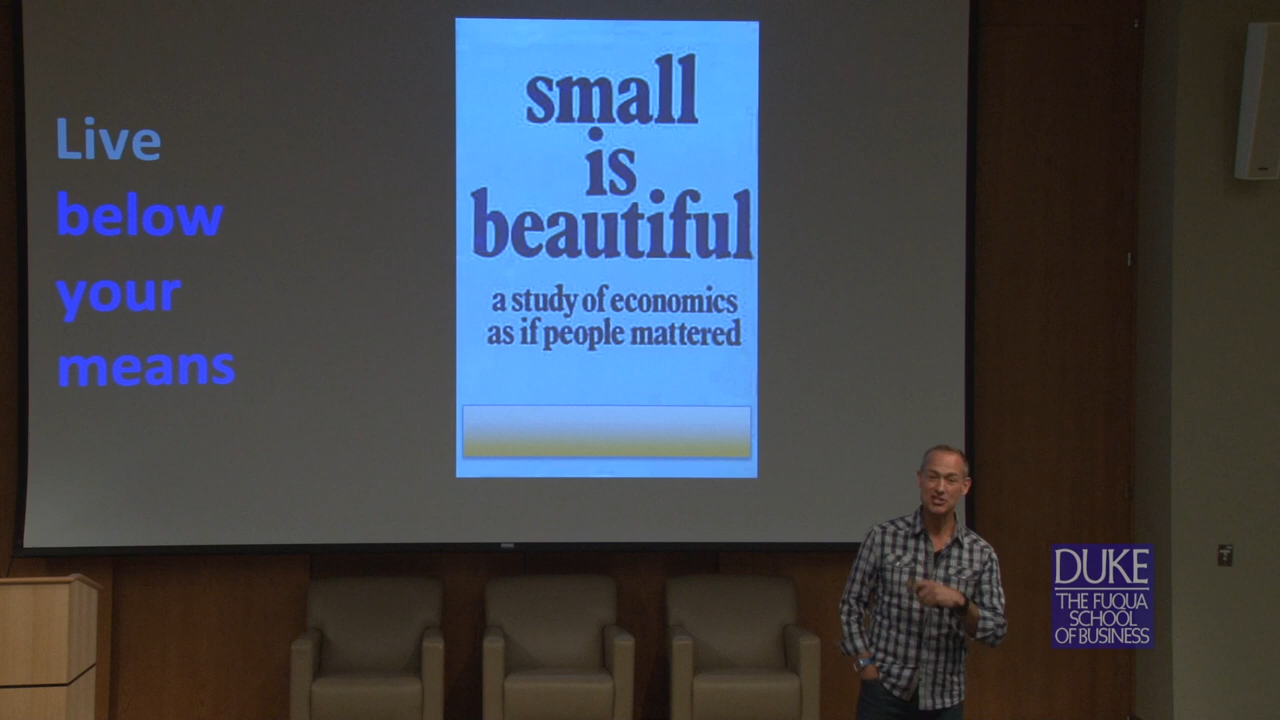 Live
below
your
means
small
is
beautiful
a study of economics
as if people mattered
DUKE
THE FUQUA
SCHOOL
OF BUSINESS